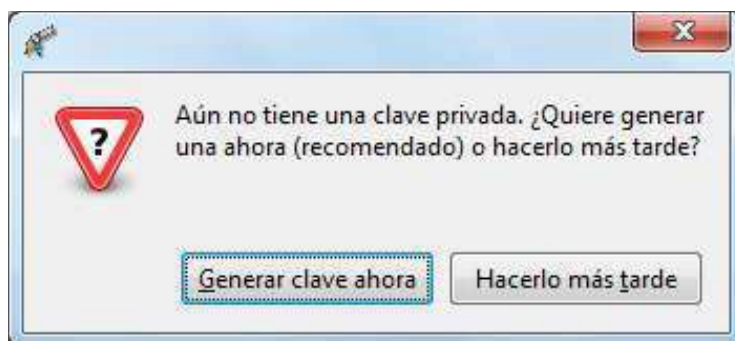 Aún no tiene una clave privada. ¿Quiere generar
una ahora (recomendado) o hacerlo más tarde?
?
Generar clave ahora
Hacerlo más tarde